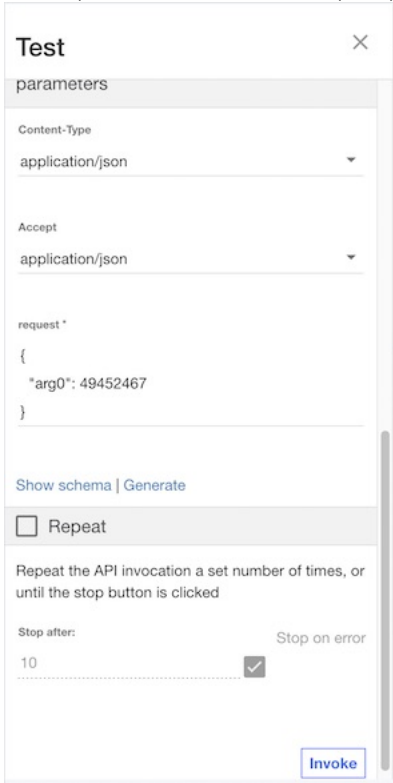 Test
parameters
Content-Type
application/json
Accept
application/json
request *
{
"arg0": 49452467
}
Show schema | Generate
Repeat
Repeat the API invocation a set number of times, or
until the stop button is clicked
Stop after:
Stop on error
10
Invoke